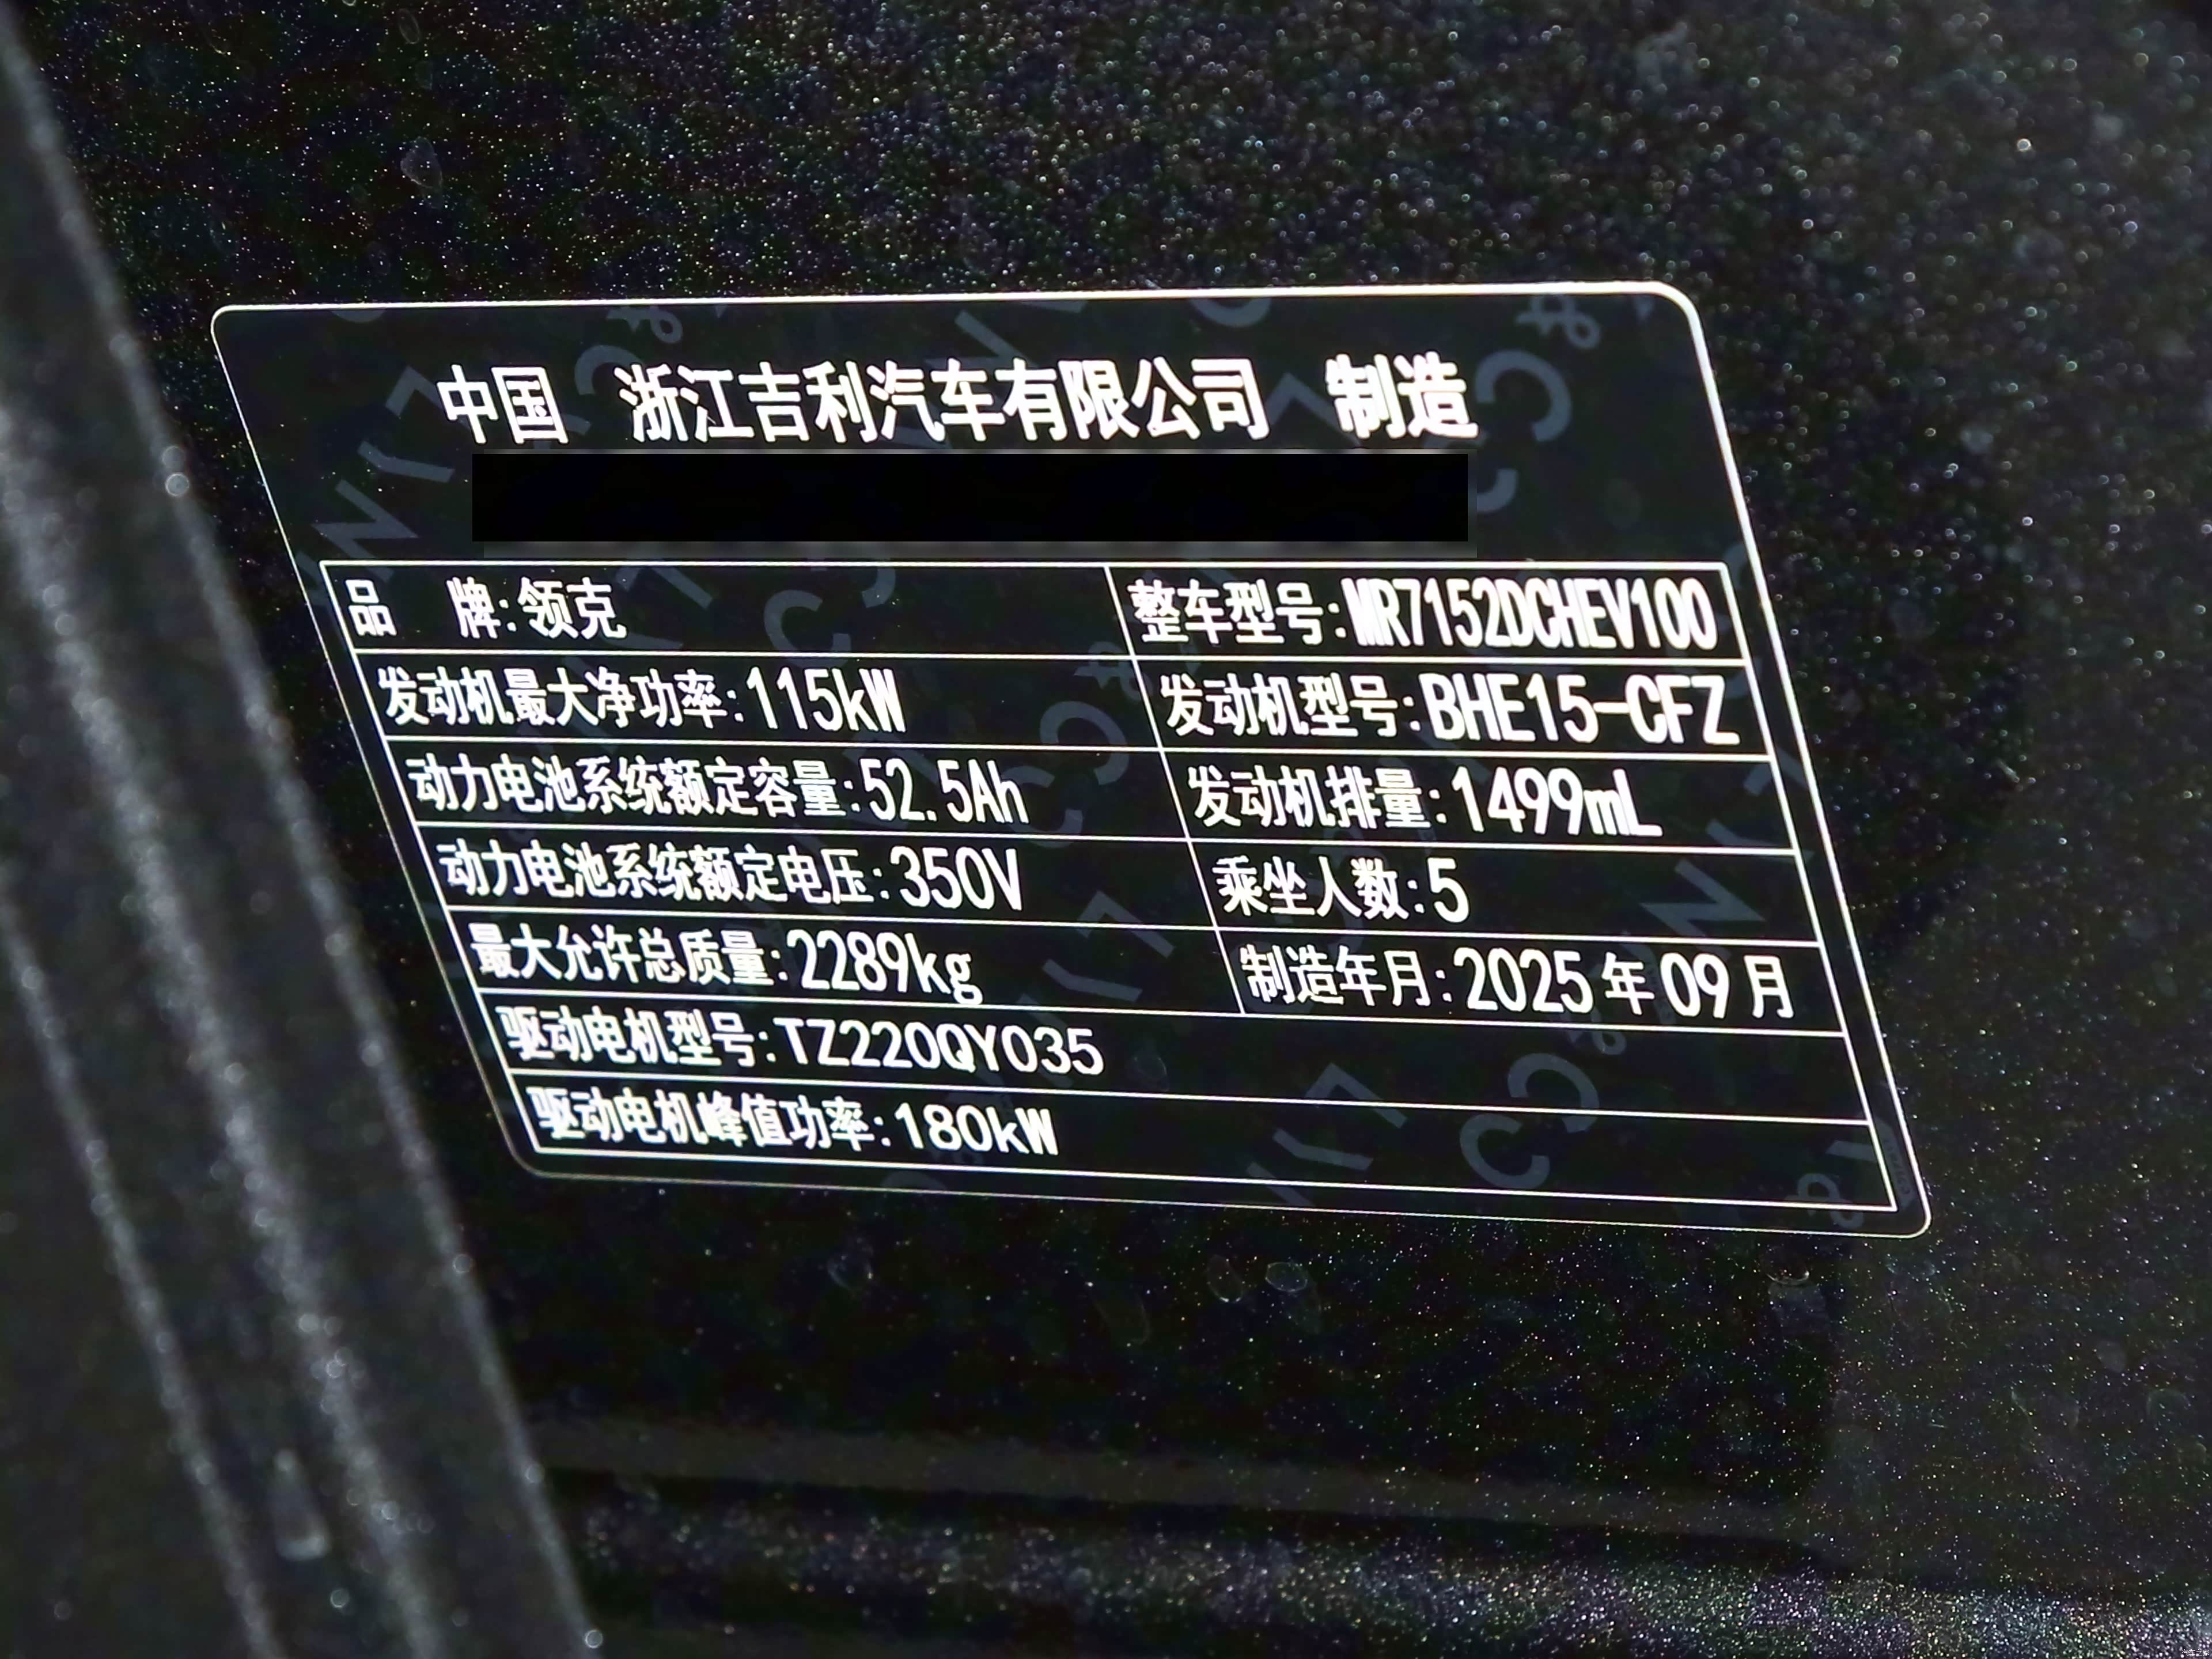 中国 浙江吉利汽车有限公司 制造
品 牌:领克 整车型号:MR7152DCHEV100
发动机最大净功率:115kW 发动机型号:BHE15-CFZ
动力电池系统额定容量:52.5Ah 发动机排量:1499mL
动力电池系统额定电压:350V 乘坐人数:5
最大允许总质量:2289kg 制造年月:2025年09月
驱动电机型号:TZ220QY035
驱动电机峰值功率:180kW